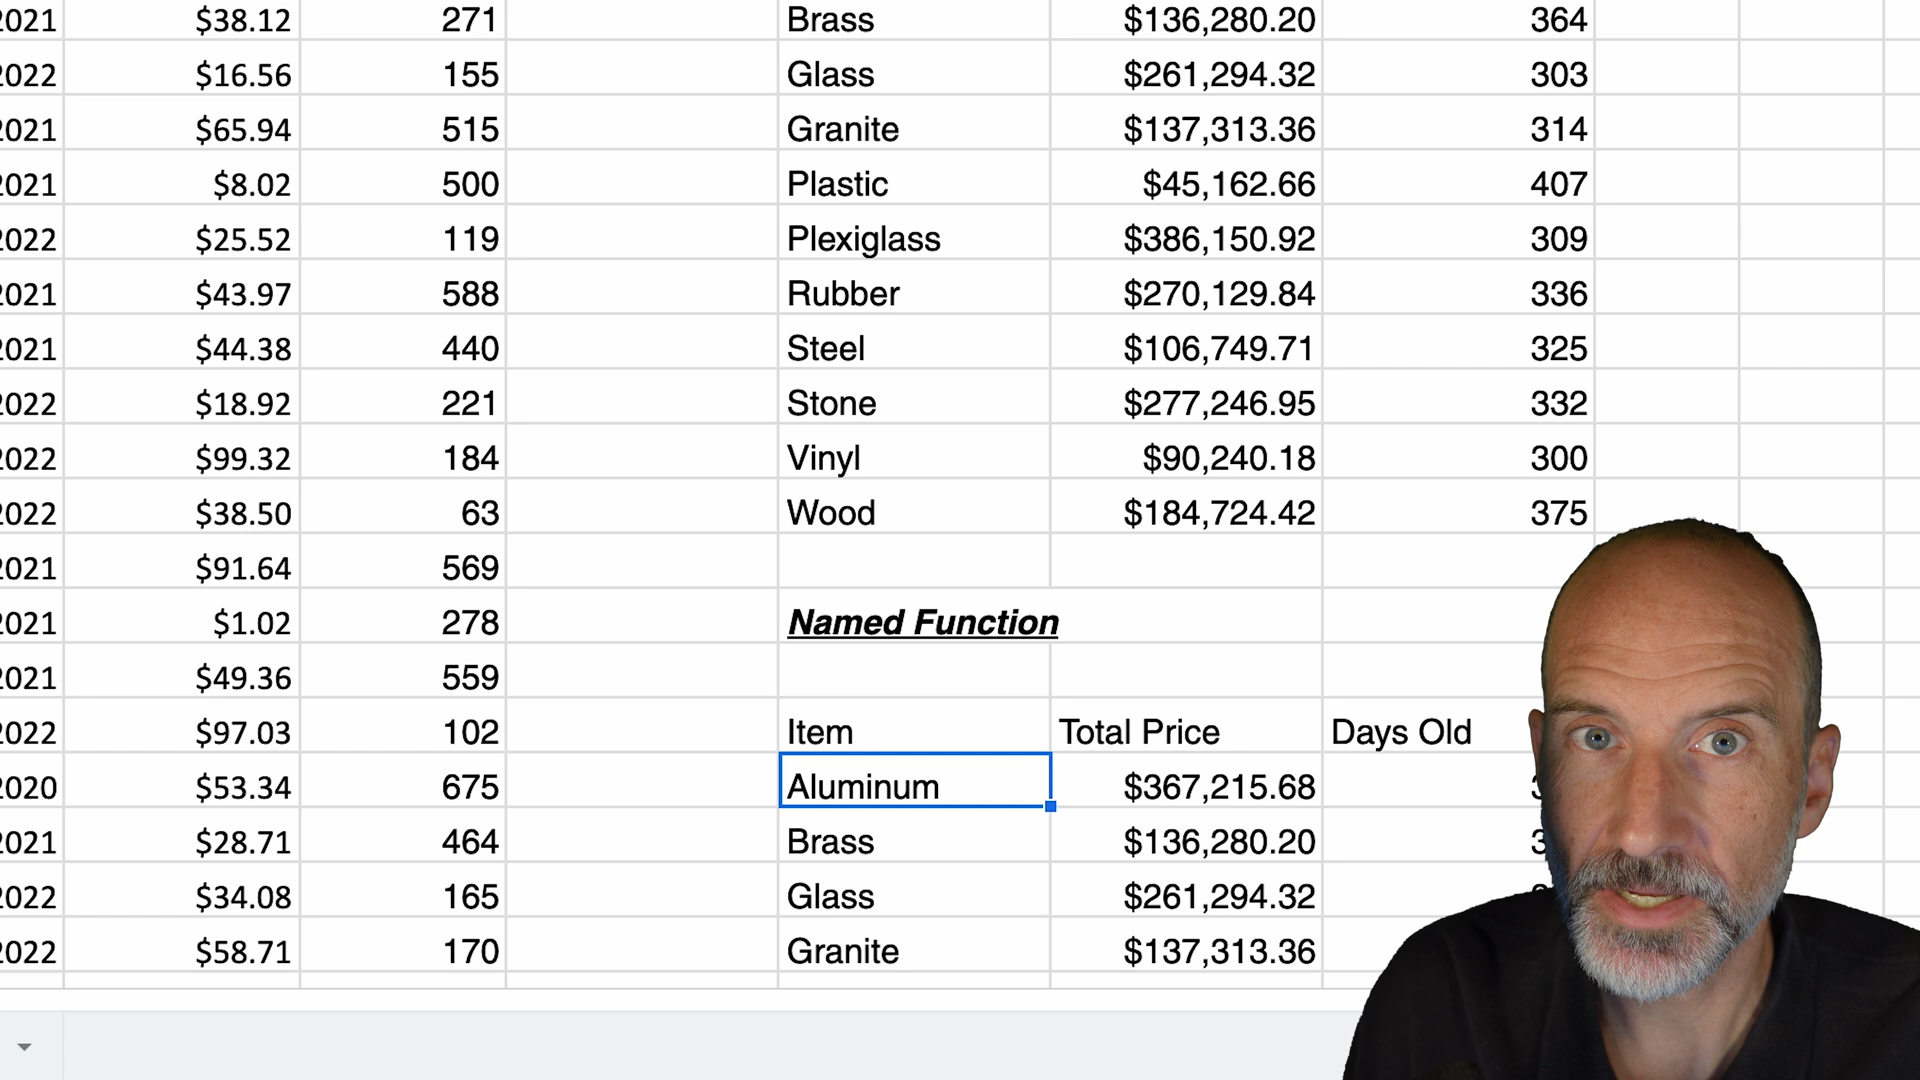 2021 $38.12 271 Brass $136,280.20 364
2022 $16.56 155 Glass $261,294.32 303
2021 $65.94 515 Granite $137,313.36 314
2021 $8.02 500 Plastic $45,162.66 407
2022 $25.52 119 Plexiglass $386,150.92 309
2021 $43.97 588 Rubber $270,129.84 336
2021 $44.38 440 Steel $106,749.71 325
2022 $18.92 221 Stone $277,246.95 332
2022 $99.32 184 Vinyl $90,240.18 300
2022 $38.50 63 Wood $184,724.42 375
2021 $91.64 569
2021 $1.02 278 Named Function
2021 $49.36 559
2022 $97.03 102 Item Total Price Days Old
2020 $53.34 675 Aluminum $367,215.68
2021 $28.71 464 Brass $136,280.20
2022 $34.08 165 Glass $261,294.32
2022 $58.71 170 Granite $137,313.36